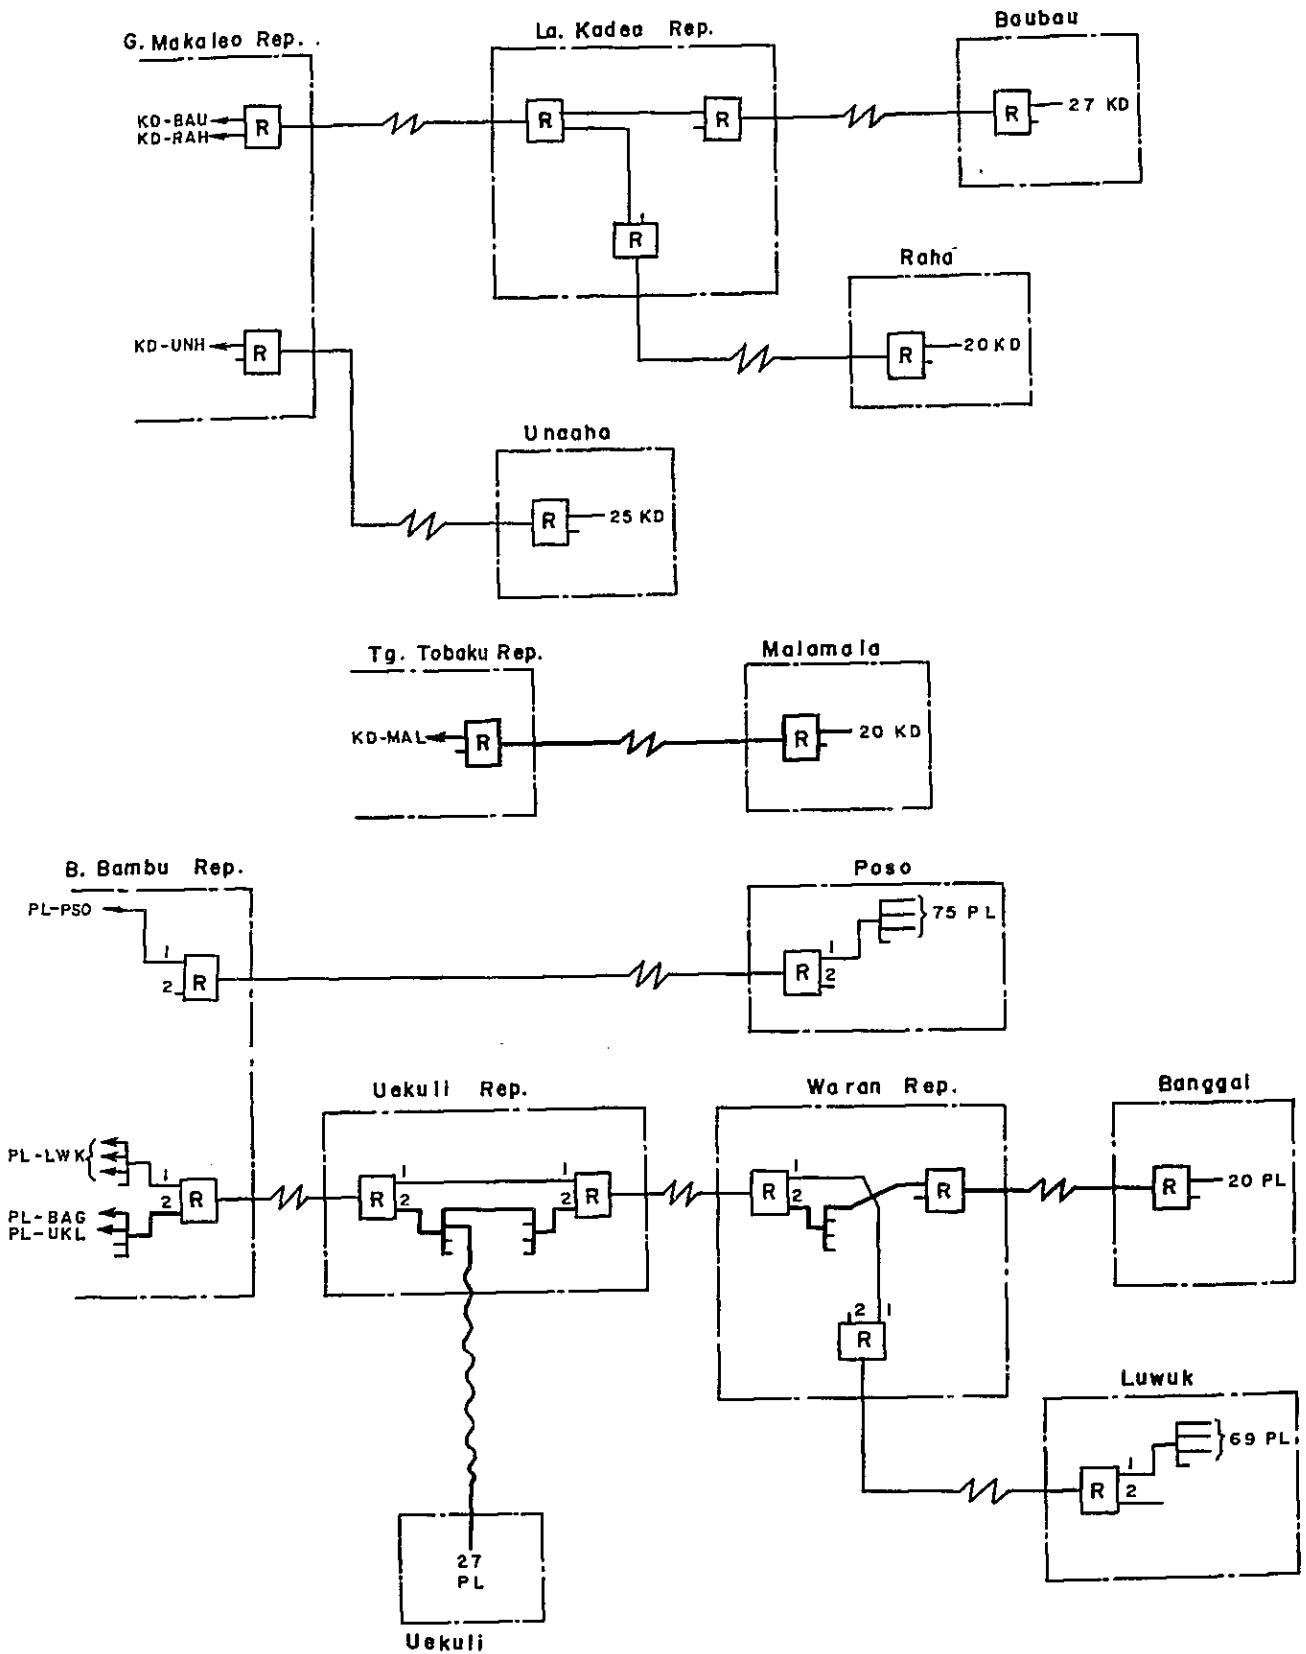 G. Makaleo Rep.
La. Kadea Rep.
Baubau
KD-BAU
KD-RAH
R
R
R
R
27 KD
R
Raha
KD-UNH
R
R
20 KD
Unaaha
R
25 KD
Tg. Tobaku Rep.
Malamala
KD-MAL
R
R
20 KD
B. Bambu Rep.
Poso
PL-PSO
1
2
R
R
1
2
75 PL
Uekuli Rep.
Waran Rep.
Banggai
PL-LWK
PL-BAG
PL-UKL
1
2
R
R
1
2
1
2
R
R
1
2
R
R
20 PL
2 1
R
Luwuk
R
1
2
69 PL
27
PL
Uekuli